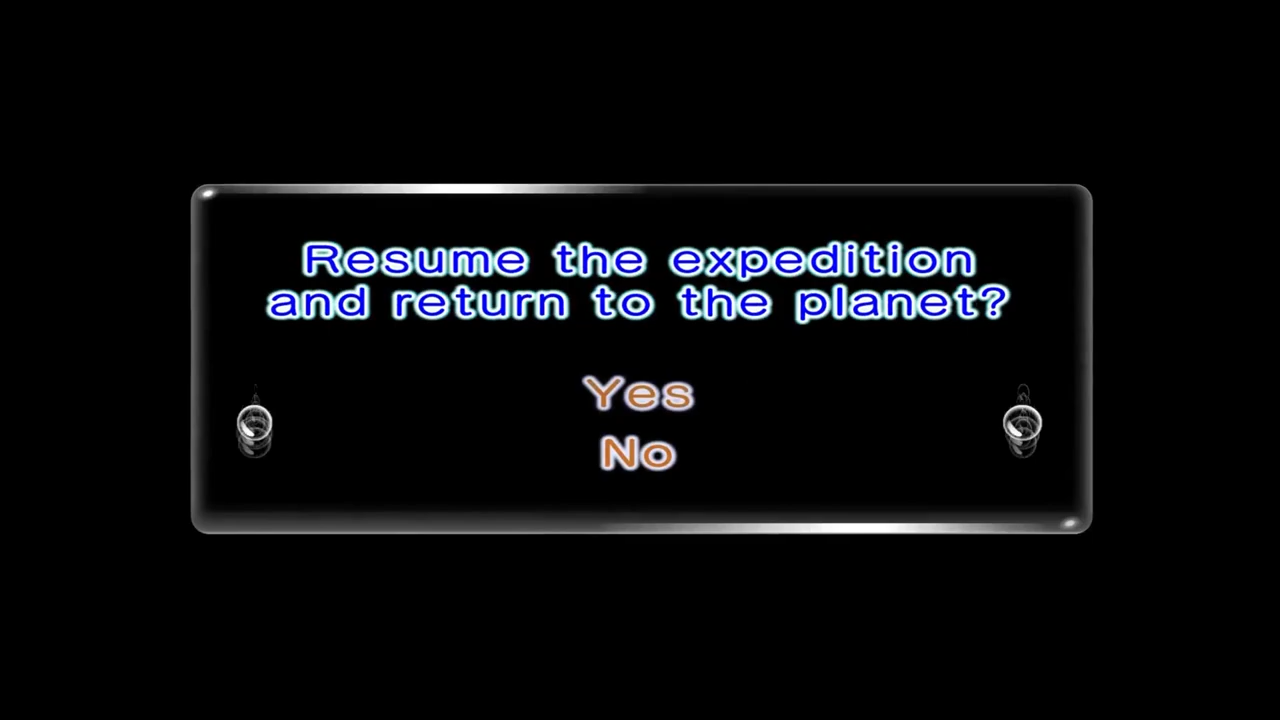 Resume the expedition
and return to the planet?
Yes
No